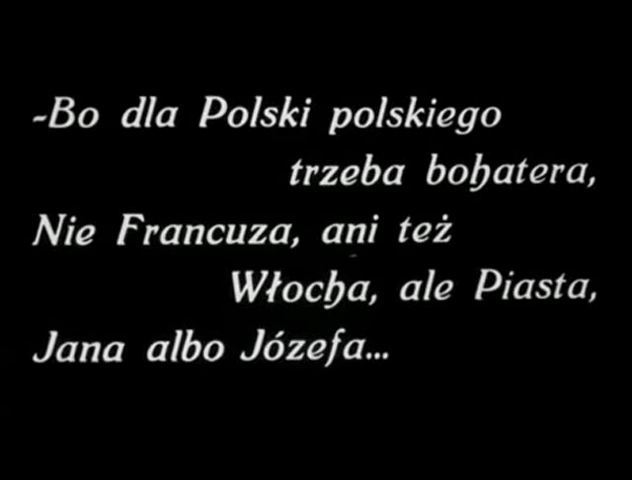 -Bo dla Polski polskiego
trzeba bohatera,
Nie Francuza, ani też
Włocha, ale Piasta,
Jana albo Józefa...